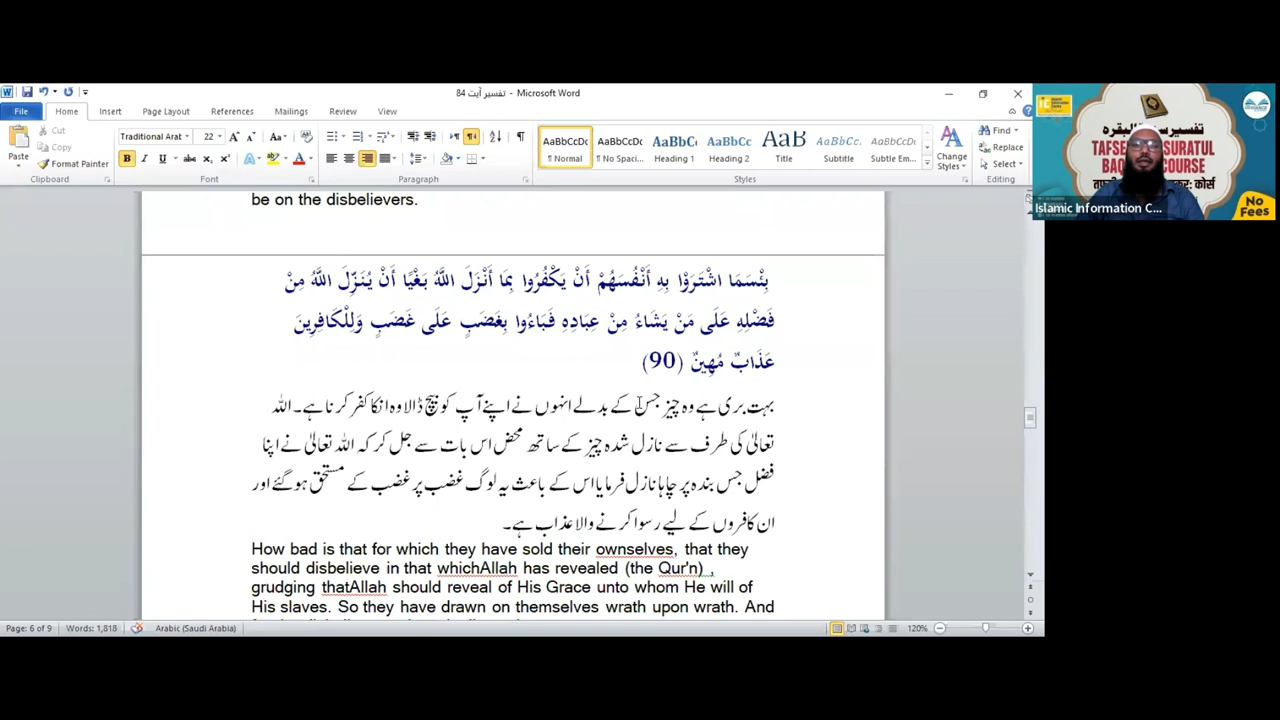 تفسیر آیت 84 - Microsoft Word
File Home Insert Page Layout References Mailings Review View
Paste
Cut
Copy
Format Painter
Clipboard
Traditional Arat 22
Font
Paragraph
AaBbCcDc AaBbCcDc AaBbC AaBbCc AaB AaBbCcL AaBbCcDc
¶ Normal ¶ No Spaci... Heading 1 Heading 2 Title Subtitle Subtle Em...
Change
Styles
Styles
Find
Replace
Select
Editing
be on the disbelievers.
بِئْسَمَا اشْتَرَوْا بِهِ أَنْفُسَهُمْ أَنْ يَكْفُرُوا بِمَا أَنْزَلَ اللَّهُ بَغْيًا أَنْ يُنَزِّلَ اللَّهُ مِنْ
فَضْلِهِ عَلَى مَنْ يَشَاءُ مِنْ عِبَادِهِ فَبَاءُوا بِغَضَبٍ عَلَى غَضَبٍ وَلِلْكَافِرِينَ
عَذَابٌ مُهِينٌ (90)
بہت بری ہے وہ چیز جس کے بدلے انہوں نے اپنے آپ کو بیچ ڈالا وہ انکا کفر کرنا ہے۔ اللہ
تعالیٰ کی طرف سے نازل شدہ چیز کے ساتھ محض اس بات سے جل کر کہ اللہ تعالیٰ نے اپنا
فضل جس بندہ پر چاہا نازل فرمایا اس کے باعث یہ لوگ غضب پر غضب کے مستحق ہوگئے اور
ان کافروں کے لیے رسوا کرنے والا عذاب ہے۔
How bad is that for which they have sold their ownselves, that they
should disbelieve in that whichAllah has revealed (the Qur'n) ,
grudging thatAllah should reveal of His Grace unto whom He will of
His slaves. So they have drawn on themselves wrath upon wrath. And
Page: 6 of 9 Words: 1,818 Arabic (Saudi Arabia) 120%
TAFSE SURATUL
BAQ COURSE
Islamic Information C...
No
Fees